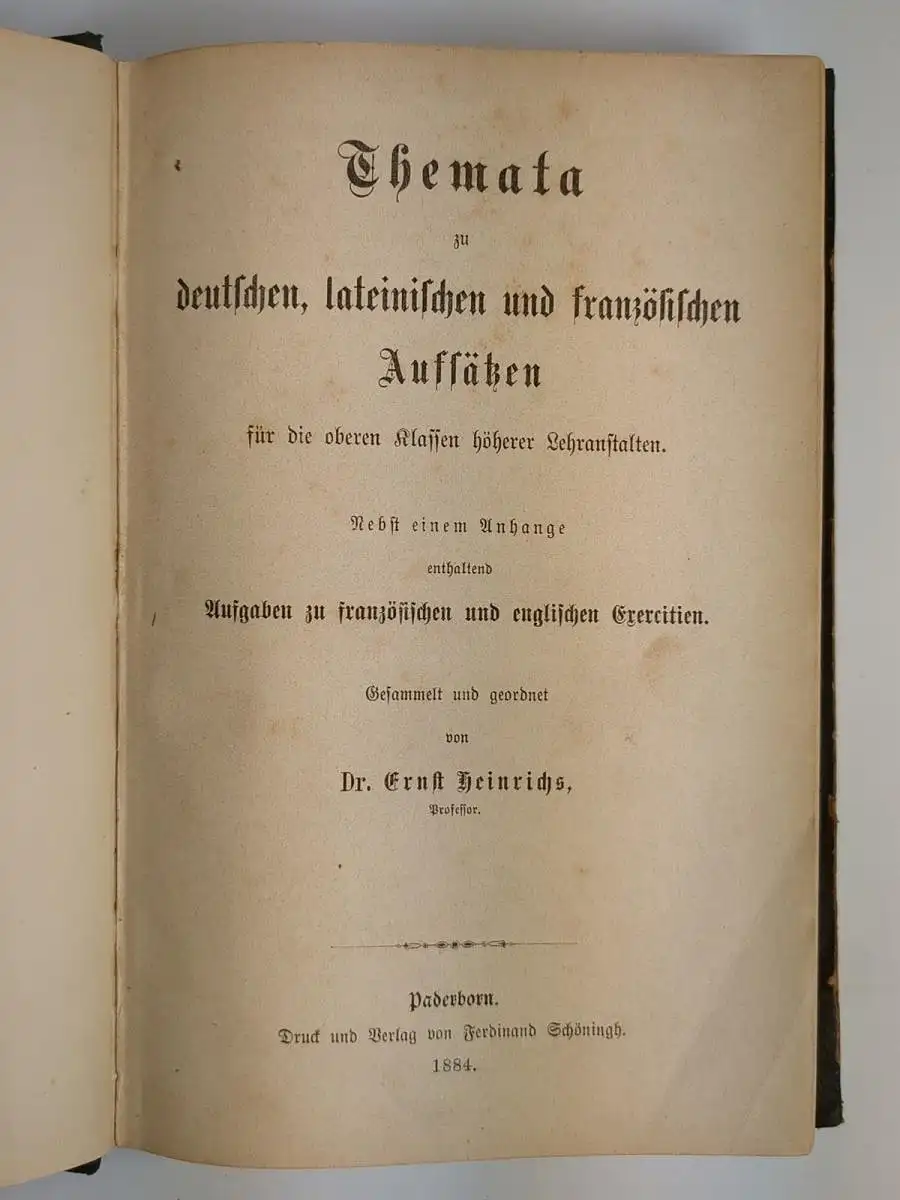 Themata
zu
deutschen, lateinischen und französischen
Aufsätzen
für die oberen Klassen höherer Lehranstalten.
Nebst einem Anhange
enthaltend
Aufgaben zu französischen und englischen Exercitien.
Gesammelt und geordnet
von
Dr. Ernst Heinrichs,
Professor.
Paderborn.
Druck und Verlag von Ferdinand Schöningh.
1884.